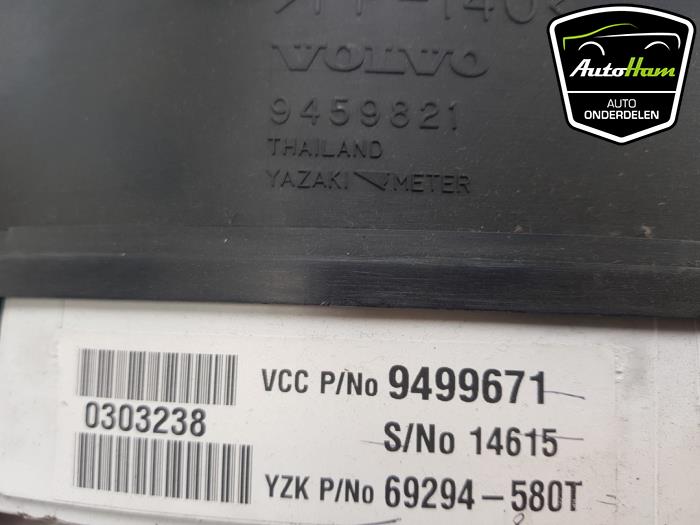 VOLVO
9459821
THAILAND
YAZAKI METER
AutoHam
AUTO
ONDERDELEN
VCC P/No 9499671
0303238
S/No 14615
YZK P/No 69294-580T